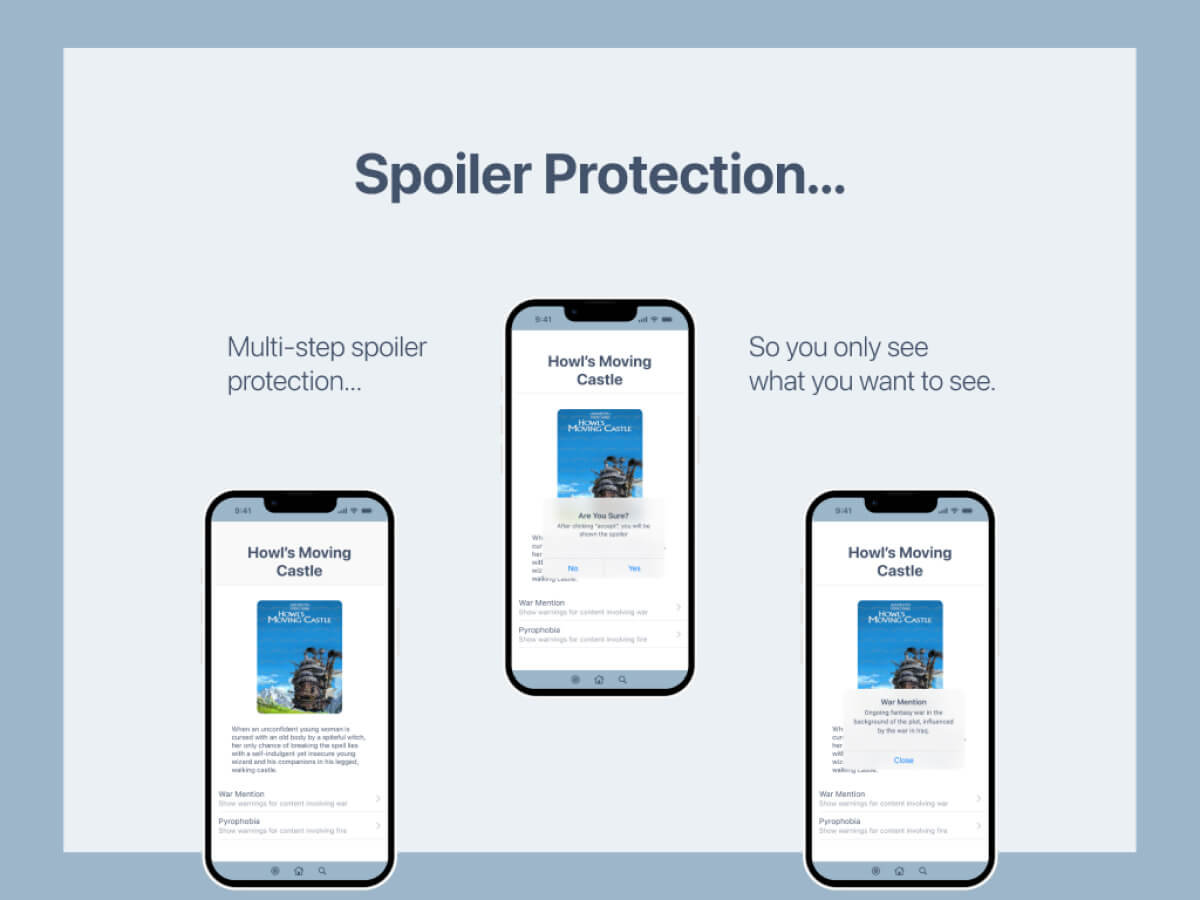 Spoiler Protection...
Multi-step spoiler
protection...
So you only see
what you want to see.
9:41
Howl's Moving
Castle
HOWL'S
MOVING CASTLE
When an unconfident young woman is
cursed with an old body by a spiteful witch,
her only chance of breaking the spell lies
with a self-indulgent yet insecure young
wizard and his companions in his legged,
walking castle.
War Mention
Show warnings for content involving war
Pyrophobia
Show warnings for content involving fire
9:41
Howl's Moving
Castle
HOWL'S
MOVING CASTLE
Are You Sure?
After clicking "accept", you will be
shown the spoiler
No
Yes
walking castle.
War Mention
Show warnings for content involving war
Pyrophobia
Show warnings for content involving fire
9:41
Howl's Moving
Castle
HOWL'S
MOVING CASTLE
War Mention
Ongoing fantasy war in the
background of the plot, influenced
by the war in Iraq.
Close
walking castle.
War Mention
Show warnings for content involving war
Pyrophobia
Show warnings for content involving fire